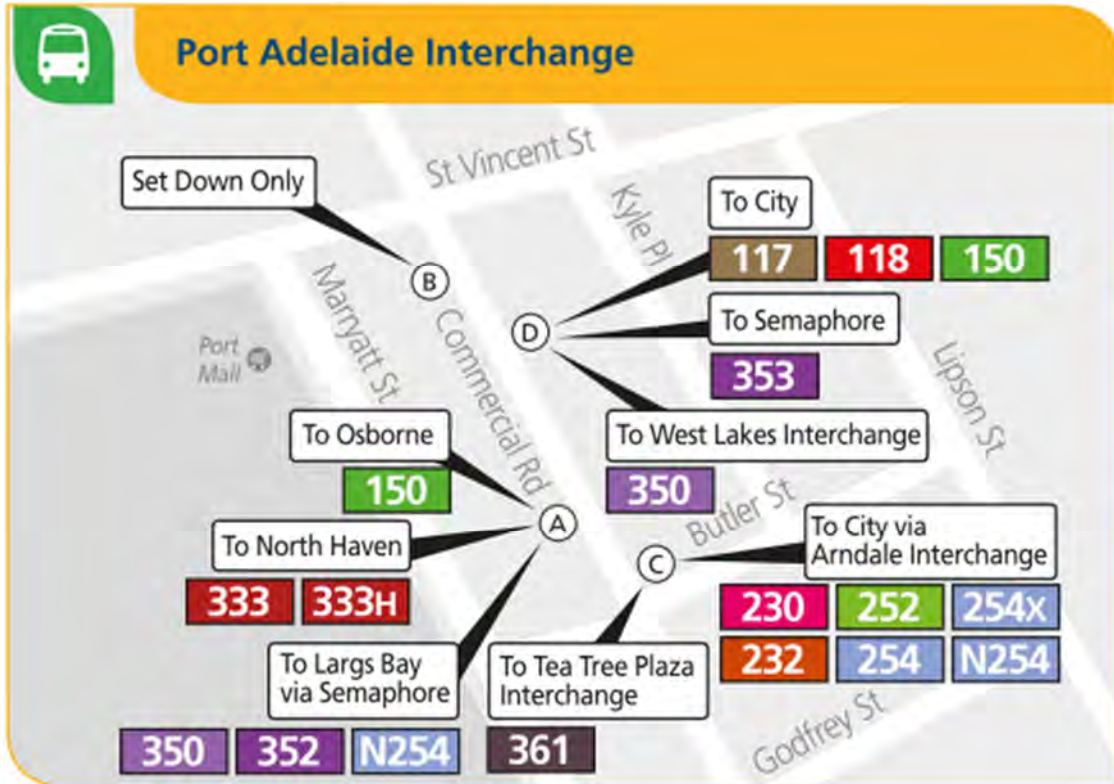 Port Adelaide Interchange
St Vincent St
Set Down Only
To City
117 118 150
Kyle Pl
B
Marryatt St
Commercial Rd
D
To Semaphore
353
Port
Mall
Lipson St
To Osborne
150
To West Lakes Interchange
350
Butler St
A
To North Haven
333 333H
C
To City via
Arndale Interchange
230 252 254X
232 254 N254
To Largs Bay
via Semaphore
350 352 N254
To Tea Tree Plaza
Interchange
361
Godfrey St